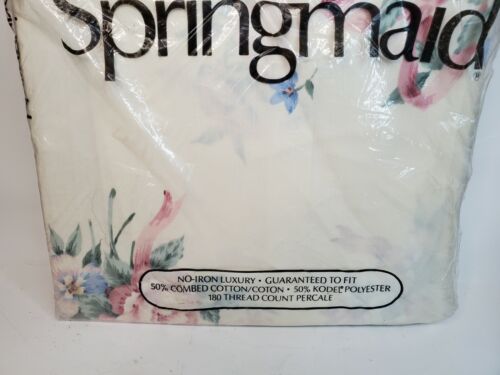 Springmaid®
NO-IRON LUXURY • GUARANTEED TO FIT
50% COMBED COTTON/COTON • 50% KODEL® POLYESTER
180 THREAD COUNT PERCALE